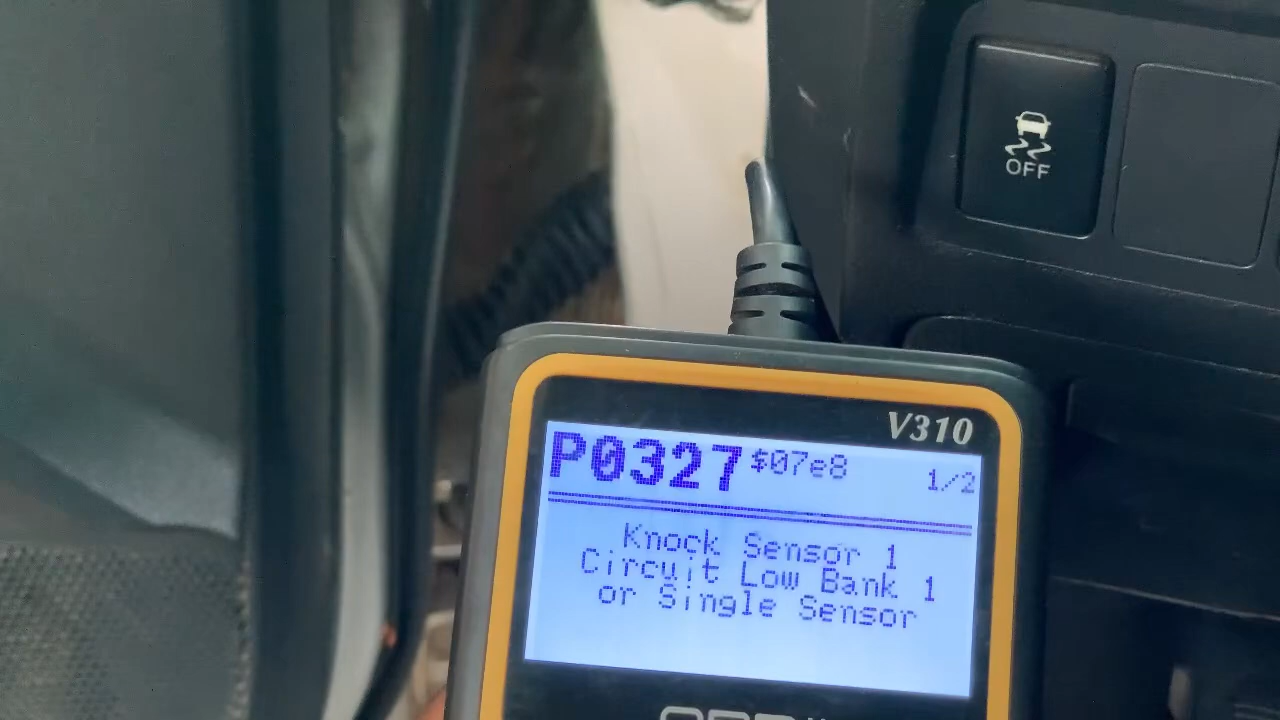 OFF
V310
P0327 $07e8 1/2
Knock Sensor 1
Circuit Low Bank 1
or Single Sensor